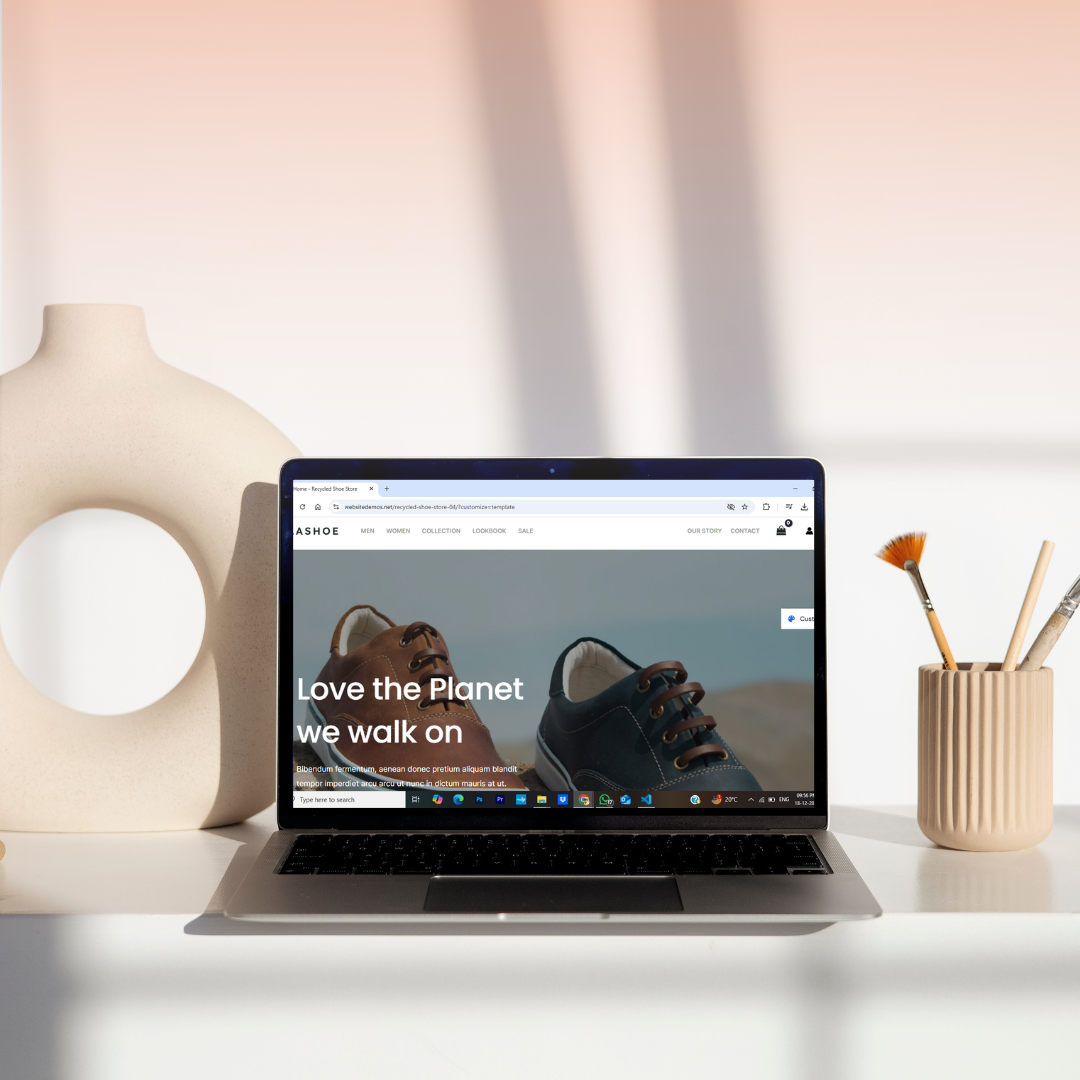 Home - Recycled Shoe Store
websitedemos.net/recycled-shoe-store-04/?customize=template
ASHOE MEN WOMEN COLLECTION LOOKBOOK SALE OUR STORY CONTACT 0
Love the Planet
we walk on
Bibendum fermentum, aenean donec pretium aliquam blandit
tempor imperdiet arcu arcu ut nunc in dictum mauris at ut.
Type here to search 20°C ENG
09:56
18-12-20